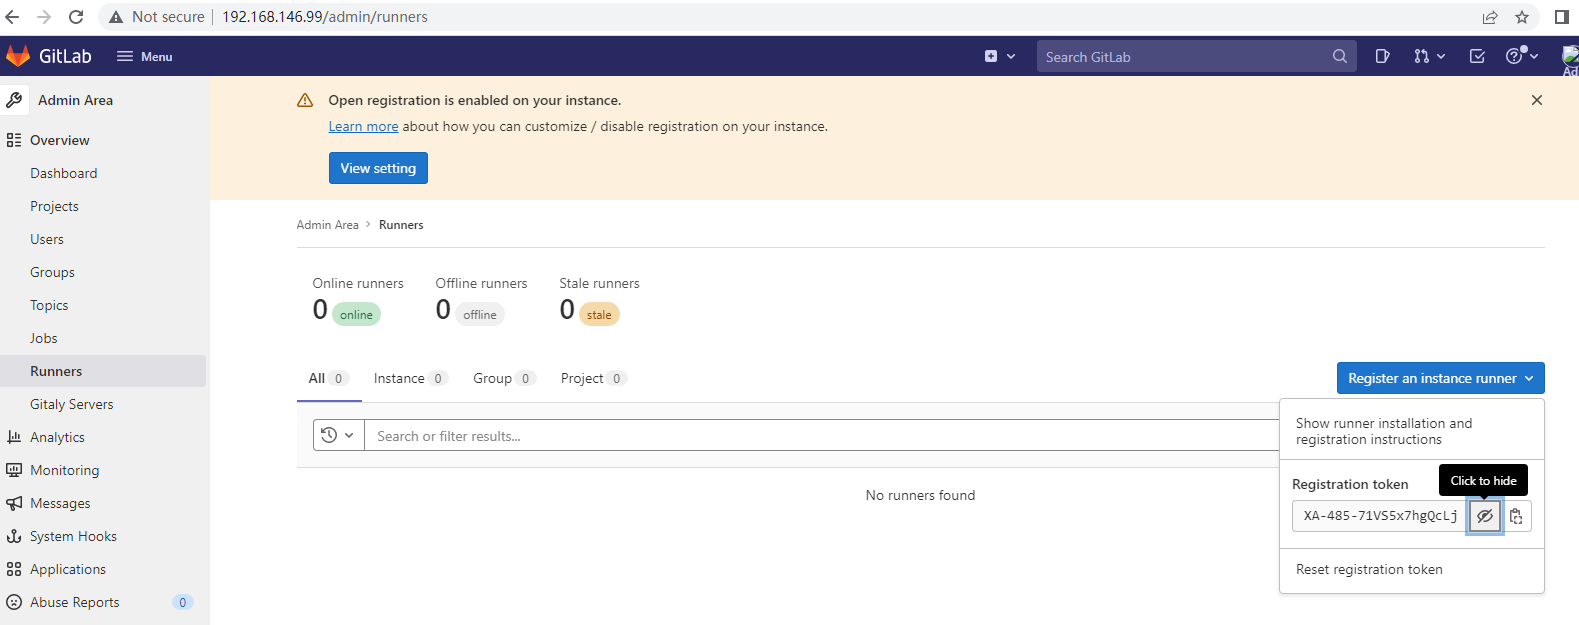 Not secure | 192.168.146.99/admin/runners
GitLab Menu Search GitLab
Admin Area
Overview
Dashboard
Projects
Users
Groups
Topics
Jobs
Runners
Gitaly Servers
Analytics
Monitoring
Messages
System Hooks
Applications
Abuse Reports 0
Open registration is enabled on your instance.
Learn more about how you can customize / disable registration on your instance.
View setting
Admin Area › Runners
Online runners Offline runners Stale runners
0 online 0 offline 0 stale
All 0 Instance 0 Group 0 Project 0
Register an instance runner
Search or filter results...
No runners found
Show runner installation and
registration instructions
Registration token
Click to hide
XA-485-71VS5x7hgQcLj
Reset registration token